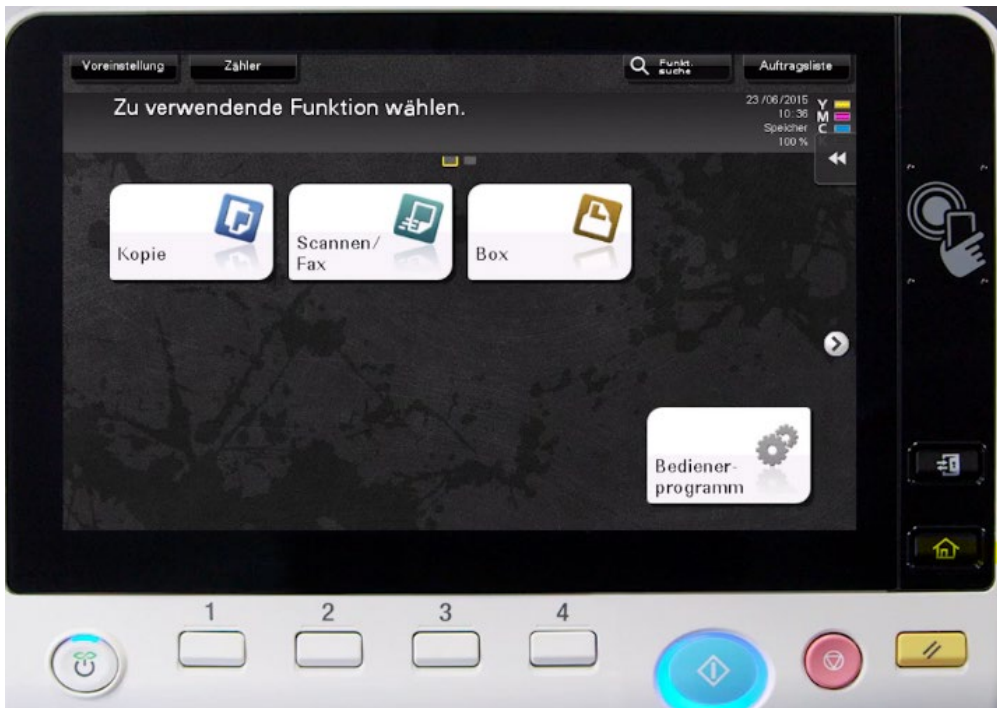 Voreinstellung
Zähler
Funkt.
suche
Auftragsliste
Zu verwendende Funktion wählen.
23/06/2015
10:36
Speicher
100 %
Y
M
C
K
Kopie
Scannen/
Fax
Box
Bediener-
programm
1 2 3 4